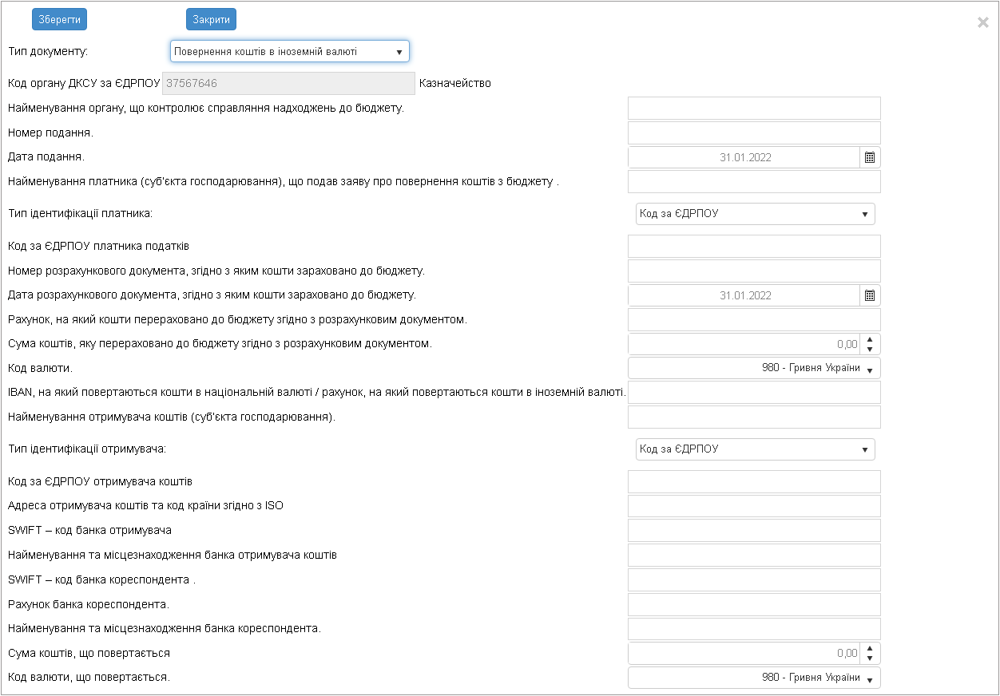 Зберегти Закрити
Тип документу: Повернення коштів в іноземній валюті
Код органу ДКСУ за ЄДРПОУ 37567646 Казначейство
Найменування органу, що контролює справляння надходжень до бюджету.
Номер подання.
Дата подання. 31.01.2022
Найменування платника (суб'єкта господарювання), що подав заяву про повернення коштів з бюджету .
Тип ідентифікації платника: Код за ЄДРПОУ
Код за ЄДРПОУ платника податків
Номер розрахункового документа, згідно з яким кошти зараховано до бюджету.
Дата розрахункового документа, згідно з яким кошти зараховано до бюджету. 31.01.2022
Рахунок, на який кошти перераховано до бюджету згідно з розрахунковим документом.
Сума коштів, яку перераховано до бюджету згідно з розрахунковим документом. 0,00
Код валюти. 980 - Гривня України
IBAN, на який повертаються кошти в національній валюті / рахунок, на який повертаються кошти в іноземній валюті.
Найменування отримувача коштів (суб'єкта господарювання).
Тип ідентифікації отримувача: Код за ЄДРПОУ
Код за ЄДРПОУ отримувача коштів
Адреса отримувача коштів та код країни згідно з ISO
SWIFT – код банка отримувача
Найменування та місцезнаходження банка отримувача коштів
SWIFT – код банка кореспондента .
Рахунок банка кореспондента.
Найменування та місцезнаходження банка кореспондента.
Сума коштів, що повертається 0,00
Код валюти, що повертається. 980 - Гривня України